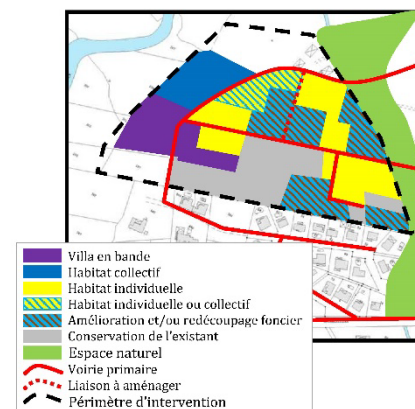 Villa en bande
Habitat collectif
Habitat individuelle
Habitat individuelle ou collectif
Amélioration et/ou redécoupage foncier
Conservation de l'existant
Espace naturel
Voirie primaire
Liaison à aménager
Périmètre d'intervention